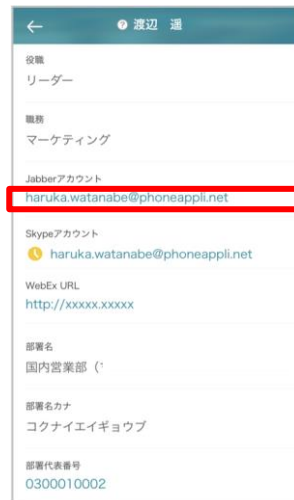 渡辺 遥
役職
リーダー
職務
マーケティング
Jabberアカウント
haruka.watanabe@phoneappli.net
Skypeアカウント
haruka.watanabe@phoneappli.net
WebEx URL
http://xxxxx.xxxxx
部署名
国内営業部（
部署名カナ
コクナイエイギョウブ
部署代表番号
0300010002